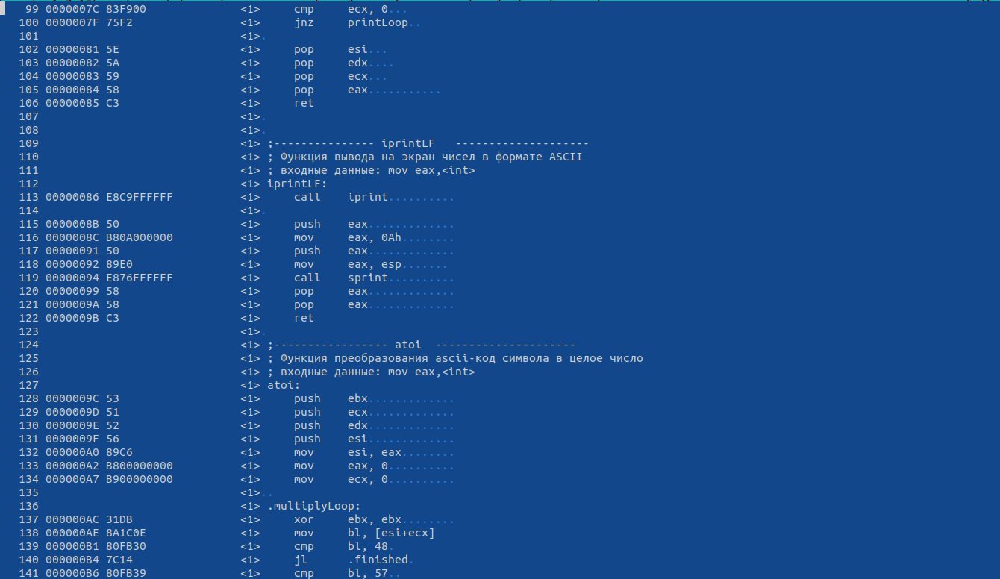 99 0000007C 83F900 <1> cmp ecx, 0...
100 0000007F 75F2 <1> jnz printLoop..
101 <1>.
102 00000081 5E <1> pop esi...
103 00000082 5A <1> pop edx....
104 00000083 59 <1> pop ecx...
105 00000084 58 <1> pop eax...........
106 00000085 C3 <1> ret
107 <1>.
108 <1>.
109 <1> ;--------------- iprintLF --------------------
110 <1> ; Функция вывода на экран чисел в формате ASCII
111 <1> ; входные данные: mov eax,<int>
112 <1> iprintLF:
113 00000086 E8C9FFFFFF <1> call iprint..........
114 <1>.
115 0000008B 50 <1> push eax.............
116 0000008C B80A000000 <1> mov eax, 0Ah........
117 00000091 50 <1> push eax.............
118 00000092 89E0 <1> mov eax, esp.......
119 00000094 E876FFFFFF <1> call sprint..........
120 00000099 58 <1> pop eax.............
121 0000009A 58 <1> pop eax.............
122 0000009B C3 <1> ret
123 <1>.
124 <1> ;----------------- atoi ---------------------
125 <1> ; Функция преобразования ascii-код символа в целое число
126 <1> ; входные данные: mov eax,<int>
127 <1> atoi:
128 0000009C 53 <1> push ebx.............
129 0000009D 51 <1> push ecx.............
130 0000009E 52 <1> push edx.............
131 0000009F 56 <1> push esi.............
132 000000A0 89C6 <1> mov esi, eax........
133 000000A2 B800000000 <1> mov eax, 0..........
134 000000A7 B900000000 <1> mov ecx, 0..........
135 <1>..
136 <1> .multiplyLoop:
137 000000AC 31DB <1> xor ebx, ebx........
138 000000AE 8A1C0E <1> mov bl, [esi+ecx]
139 000000B1 80FB30 <1> cmp bl, 48.
140 000000B4 7C14 <1> jl .finished.
141 000000B6 80FB39 <1> cmp bl, 57..